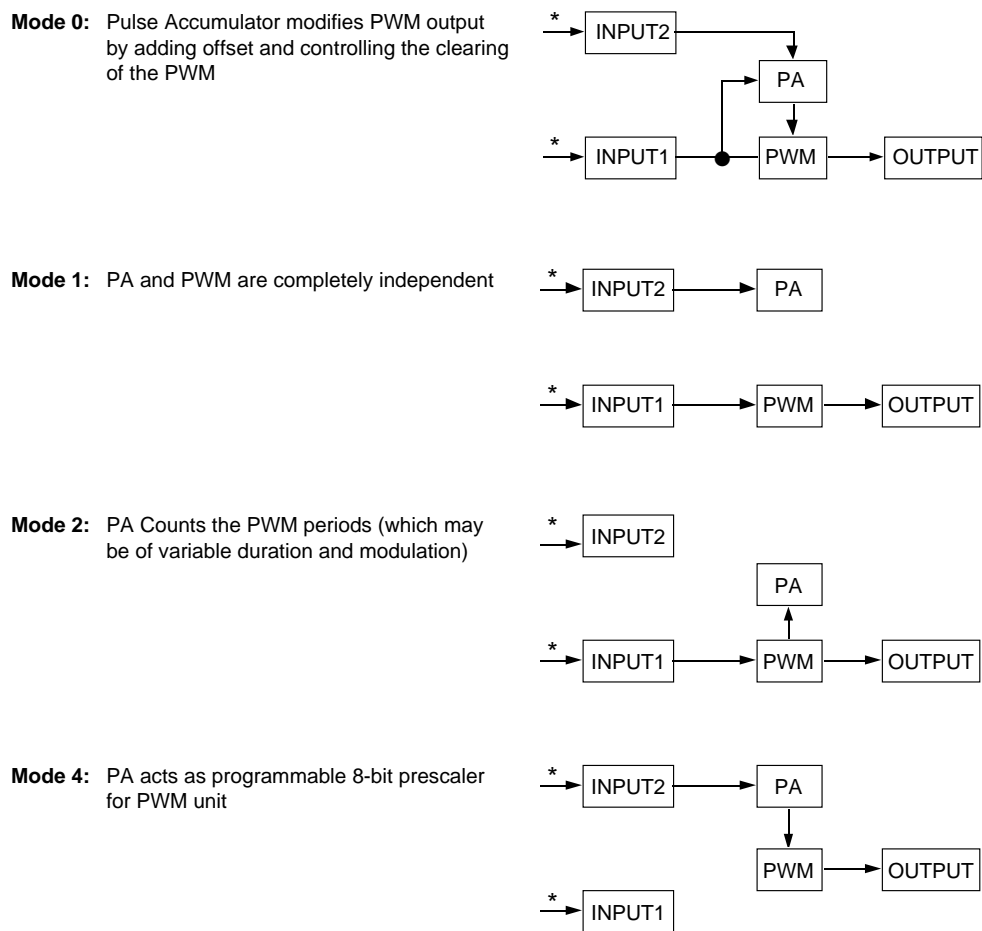 Mode 0: Pulse Accumulator modifies PWM output
by adding offset and controlling the clearing
of the PWM
* INPUT2
PA
* INPUT1 PWM OUTPUT
Mode 1: PA and PWM are completely independent
* INPUT2 PA
* INPUT1 PWM OUTPUT
Mode 2: PA Counts the PWM periods (which may
be of variable duration and modulation)
* INPUT2
PA
* INPUT1 PWM OUTPUT
Mode 4: PA acts as programmable 8-bit prescaler
for PWM unit
* INPUT2 PA
PWM OUTPUT
* INPUT1